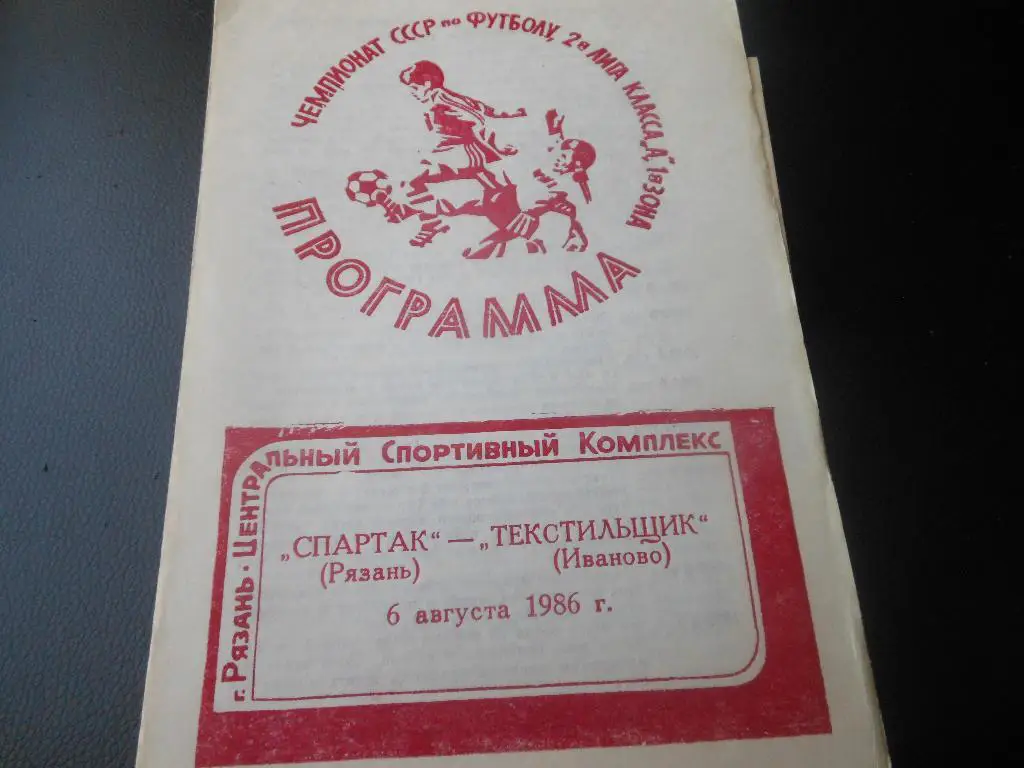 ЧЕМПИОНАТ СССР по ФУТБОЛУ, 2я ЛИГА КЛАССА „А", 1я ЗОНА
ПРОГРАММА
г. РЯЗАНЬ · ЦЕНТРАЛЬНЫЙ СПОРТИВНЫЙ КОМПЛЕКС
„СПАРТАК“ — „ТЕКСТИЛЬЩИК“
(Рязань) (Иваново)
6 августа 1986 г.